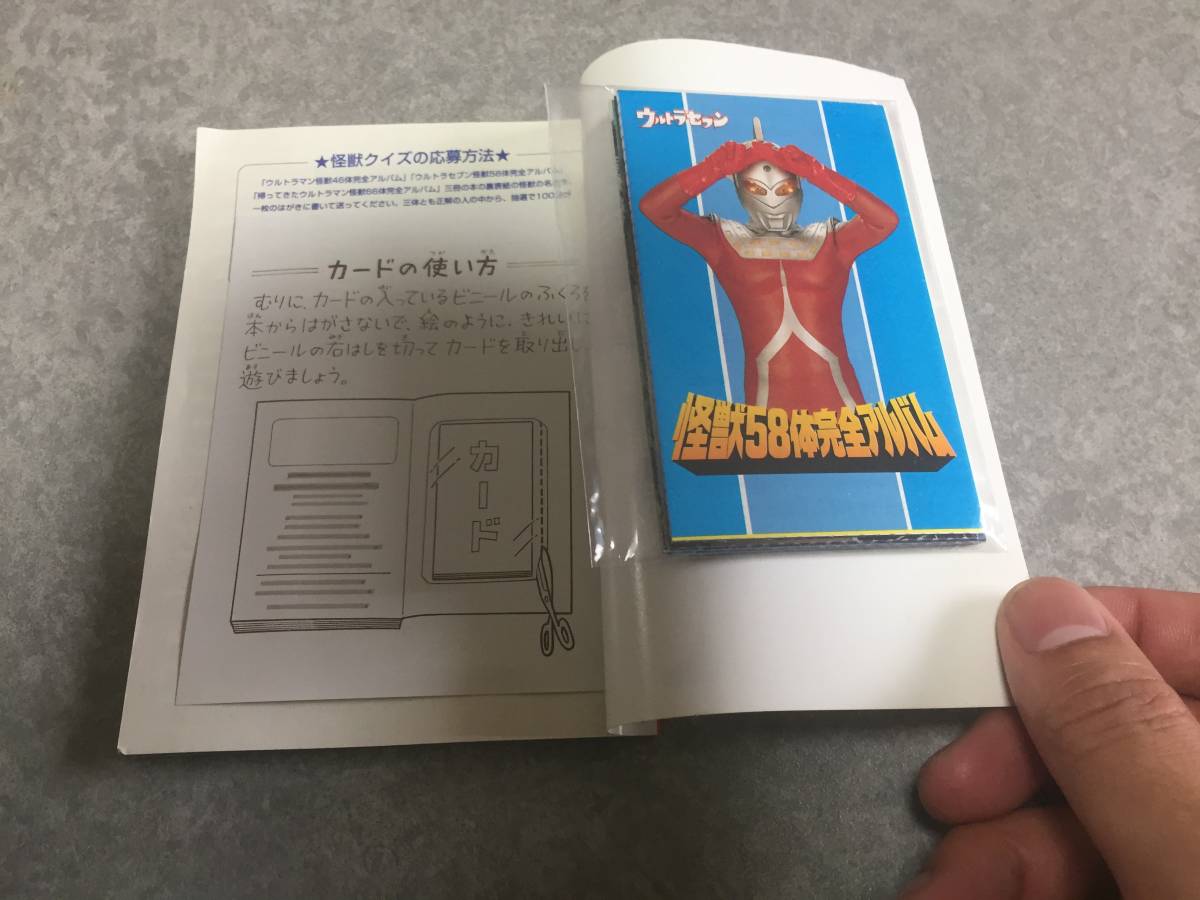 ★怪獣クイズの応募方法★
「ウルトラマン怪獣46体完全アルバム」「ウルトラセブン怪獣58体完全アルバム」
「帰ってきたウルトラマン怪獣56体完全アルバム」三冊の本の裏表紙の怪獣の名
一枚のはがきに書いて送ってください。三体とも正解の人の中から、抽選で100
カードの使い方
むりに、カードの入っているビニールのふくろを
本からはがさないで、絵のように、きれいに
ビニールの右はしを切ってカードを取り出し
遊びましょう。
カード
ウルトラセブン
怪獣58体完全アルバム